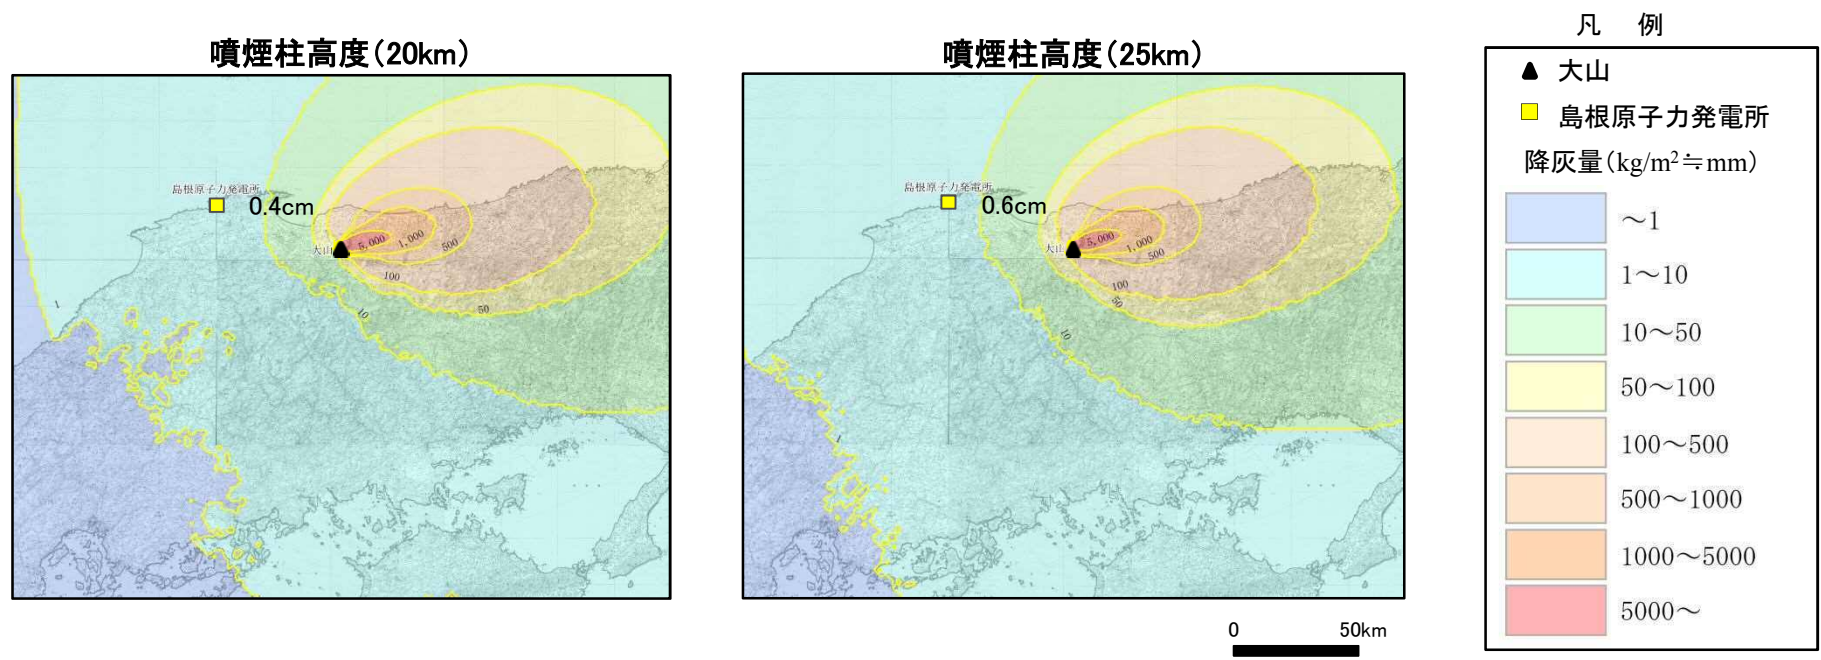 噴煙柱高度（20km）
島根原子力発電所
0.4cm
大山
5,000
1,000
500
100
50
10
1
噴煙柱高度（25km）
島根原子力発電所
0.6cm
大山
5,000
1,000
500
100
50
10
1
0 50km
凡 例
大山
島根原子力発電所
降灰量（kg/m²≒mm）
～1
1～10
10～50
50～100
100～500
500～1000
1000～5000
5000～